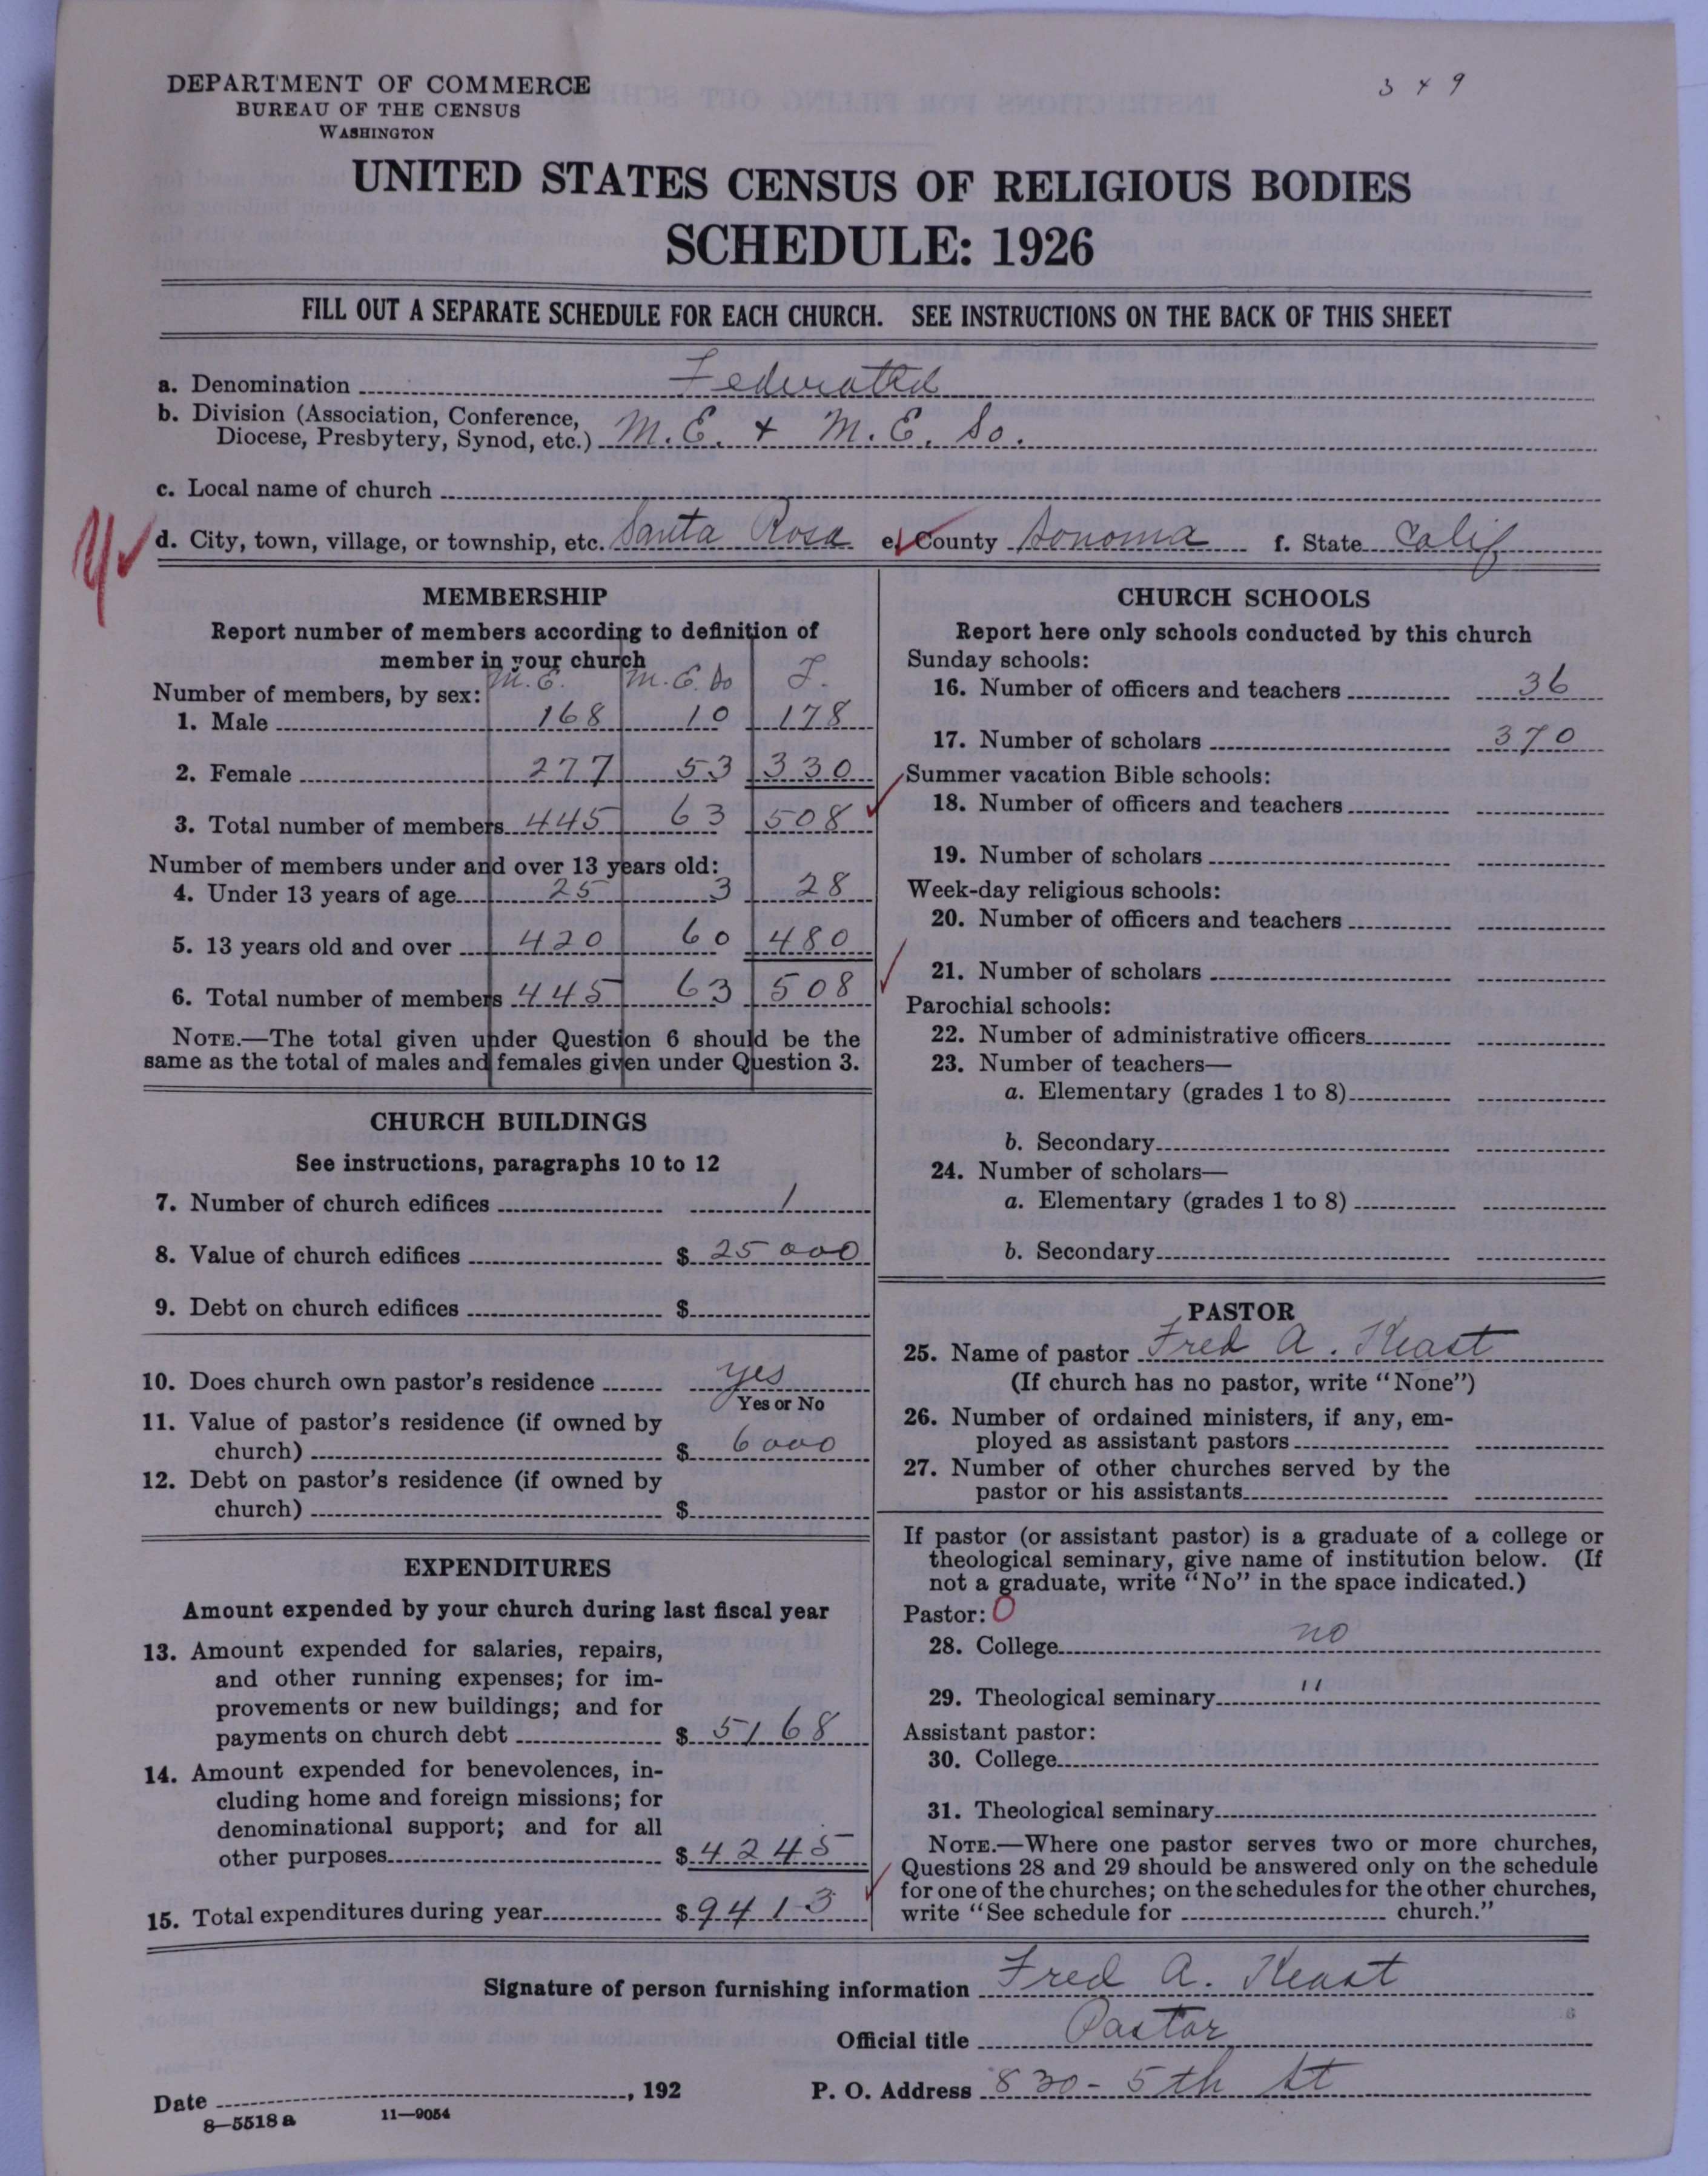 DEPARTMENT OF COMMERCE
BUREAU OF THE CENSUS
WASHINGTON
349
UNITED STATES CENSUS OF RELIGIOUS BODIES
SCHEDULE: 1926
FILL OUT A SEPARATE SCHEDULE FOR EACH CHURCH. SEE INSTRUCTIONS ON THE BACK OF THIS SHEET
a. Denomination Federated
b. Division (Association, Conference, Diocese, Presbytery, Synod, etc.) M.E. + M.E. So.
c. Local name of church
d. City, town, village, or township, etc. Santa Rosa e. County Sonoma f. State Calif
MEMBERSHIP
Report number of members according to definition of
member in your church
M.E. M.E. So T.
Number of members, by sex:
1. Male 168 10 178
2. Female 277 53 330
3. Total number of members 445 63 508
Number of members under and over 13 years old:
4. Under 13 years of age 25 3 28
5. 13 years old and over 420 60 480
6. Total number of members 445 63 508
NOTE.—The total given under Question 6 should be the
same as the total of males and females given under Question 3.
CHURCH BUILDINGS
See instructions, paragraphs 10 to 12
7. Number of church edifices 1
8. Value of church edifices $ 25000
9. Debt on church edifices $
10. Does church own pastor's residence yes
Yes or No
11. Value of pastor's residence (if owned by
church) $ 6000
12. Debt on pastor's residence (if owned by
church) $
EXPENDITURES
Amount expended by your church during last fiscal year
13. Amount expended for salaries, repairs,
and other running expenses; for im-
provements or new buildings; and for
payments on church debt $ 5168
14. Amount expended for benevolences, in-
cluding home and foreign missions; for
denominational support; and for all
other purposes $ 4245
15. Total expenditures during year $ 9413
CHURCH SCHOOLS
Report here only schools conducted by this church
Sunday schools:
16. Number of officers and teachers 36
17. Number of scholars 370
Summer vacation Bible schools:
18. Number of officers and teachers
19. Number of scholars
Week-day religious schools:
20. Number of officers and teachers
21. Number of scholars
Parochial schools:
22. Number of administrative officers
23. Number of teachers—
a. Elementary (grades 1 to 8)
b. Secondary
24. Number of scholars—
a. Elementary (grades 1 to 8)
b. Secondary
PASTOR
25. Name of pastor Fred A. Keast
(If church has no pastor, write "None")
26. Number of ordained ministers, if any, em-
ployed as assistant pastors
27. Number of other churches served by the
pastor or his assistants
If pastor (or assistant pastor) is a graduate of a college or
theological seminary, give name of institution below. (If
not a graduate, write "No" in the space indicated.)
Pastor: 0
28. College no
29. Theological seminary "
Assistant pastor:
30. College
31. Theological seminary
NOTE.—Where one pastor serves two or more churches,
Questions 28 and 29 should be answered only on the schedule
for one of the churches; on the schedules for the other churches,
write "See schedule for church."
Signature of person furnishing information Fred A. Keast
Official title Pastor
Date , 192 P. O. Address 830 - 5th St
8—5518 a 11—9054